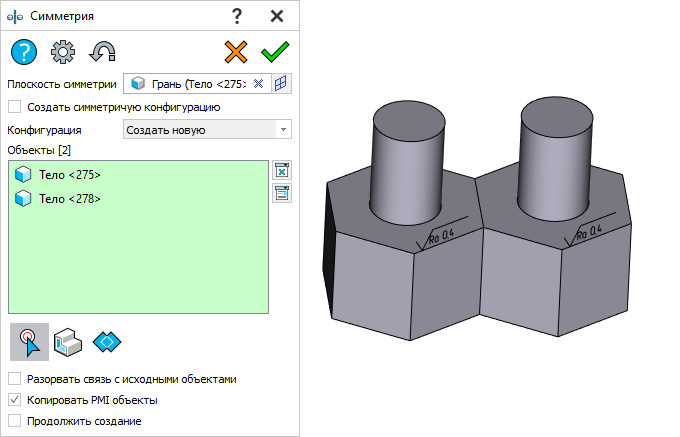 Симметрия
?
?
Плоскость симметрии Грань (Тело <275>
Создать симметричую конфигурацию
Конфигурация Создать новую
Объекты [2]
Тело <275>
Тело <278>
Разорвать связь с исходными объектами
Копировать PMI объекты
Продолжить создание
Ra 0,4
Ra 0,4